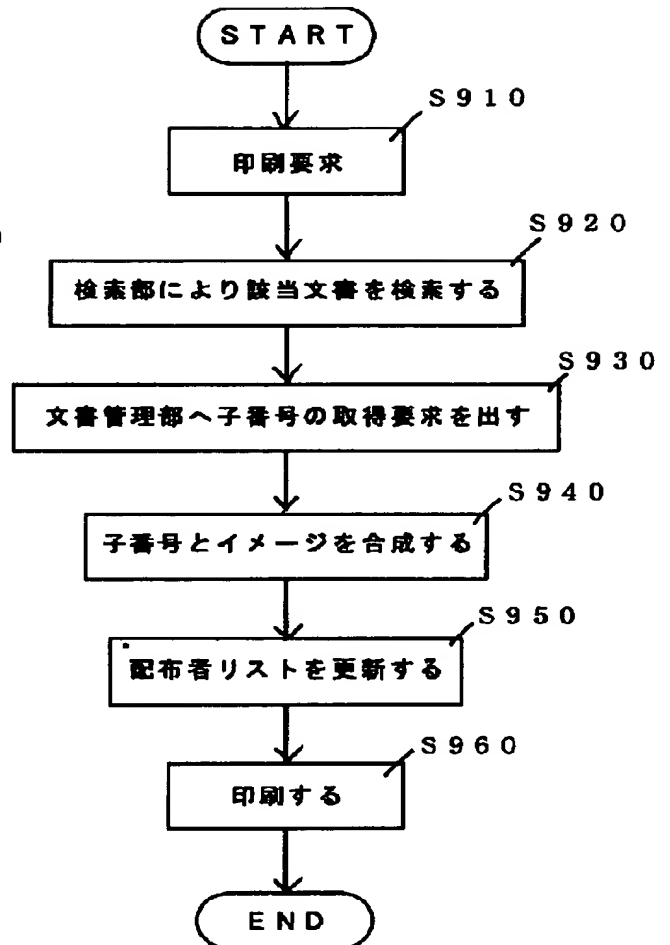 START
S910
印刷要求
S920
検索部により該当文書を検索する
S930
文書管理部へ子番号の取得要求を出す
S940
子番号とイメージを合成する
S950
配布者リストを更新する
S960
印刷する
END